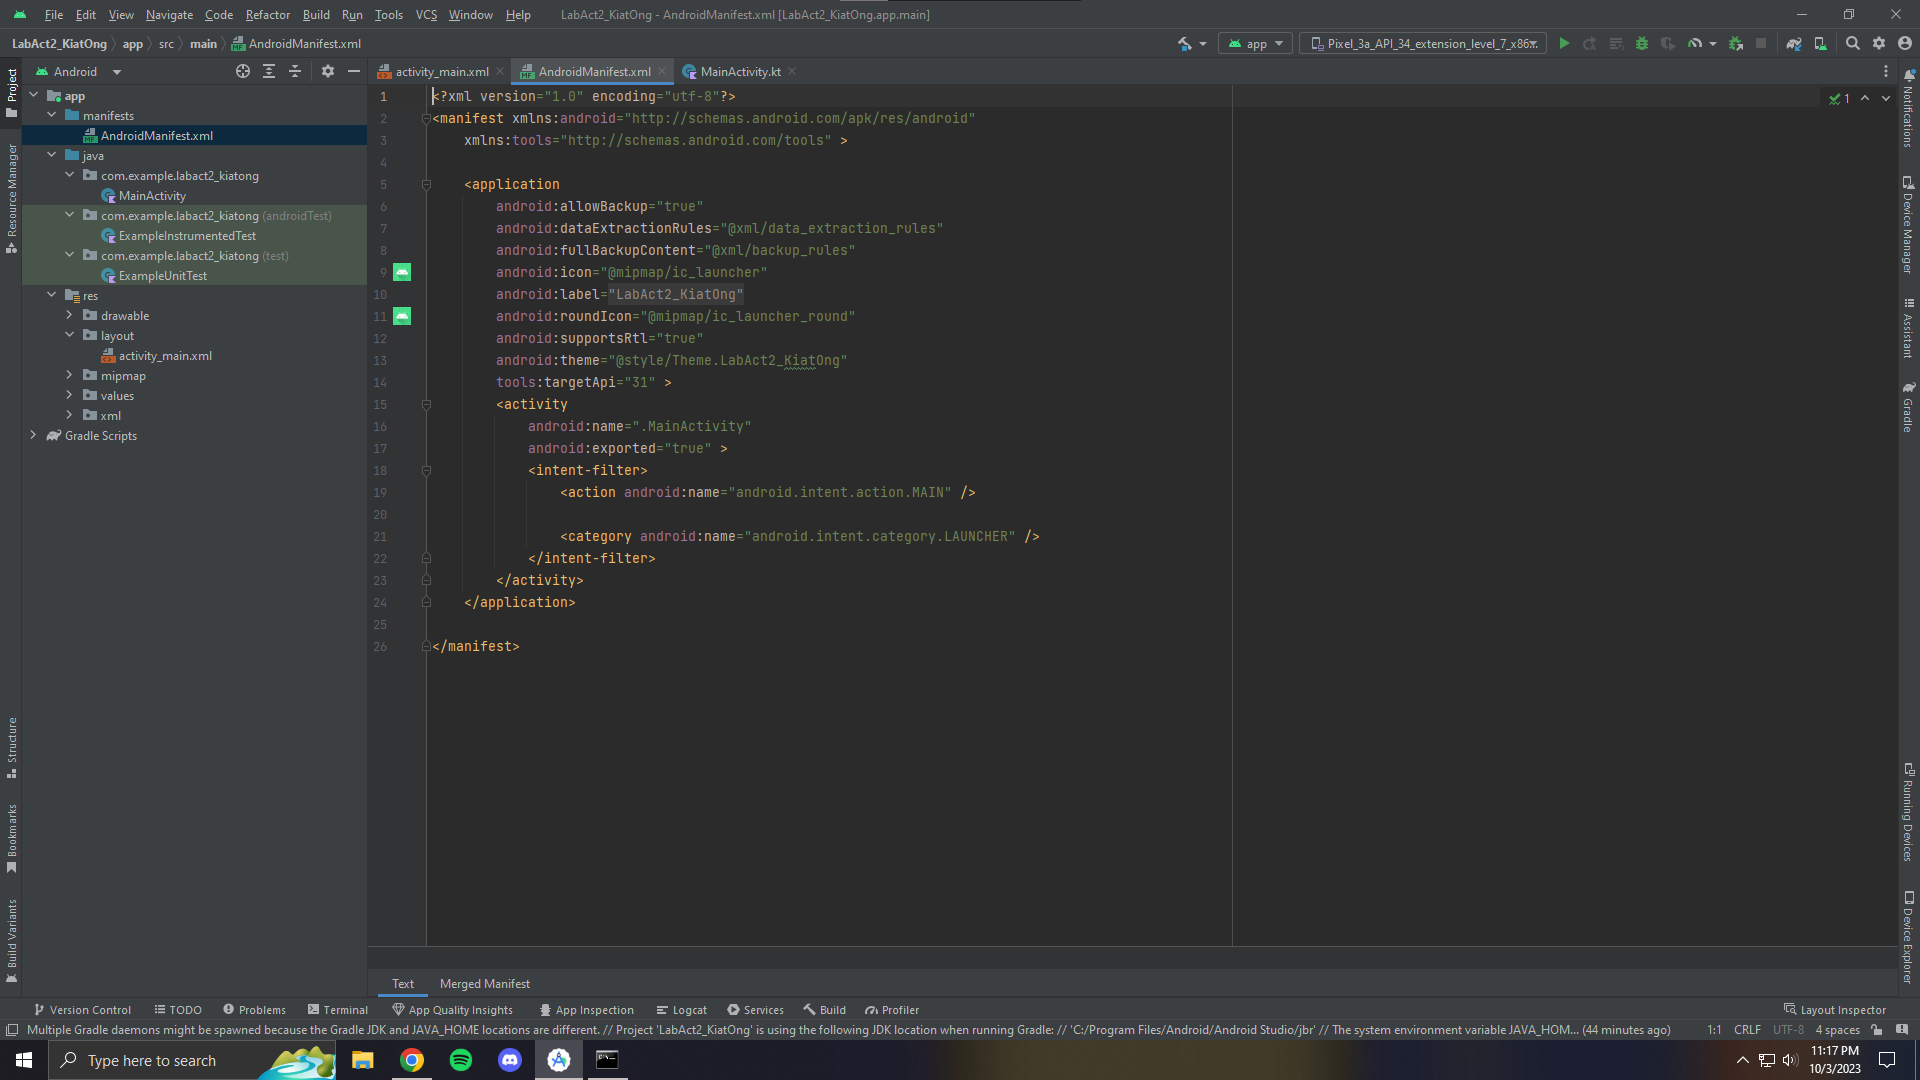 File Edit View Navigate Code Refactor Build Run Tools VCS Window Help LabAct2_KiatOng - AndroidManifest.xml [LabAct2_KiatOng.app.main]
LabAct2_KiatOng app src main AndroidManifest.xml app Pixel_3a_API_34_extension_level_7_x86...
Project
Resource Manager
Structure
Bookmarks
Build Variants
Android
app
manifests
AndroidManifest.xml
java
com.example.labact2_kiatong
MainActivity
com.example.labact2_kiatong (androidTest)
ExampleInstrumentedTest
com.example.labact2_kiatong (test)
ExampleUnitTest
res
drawable
layout
activity_main.xml
mipmap
values
xml
Gradle Scripts
activity_main.xml AndroidManifest.xml MainActivity.kt
1 <?xml version="1.0" encoding="utf-8"?>
2 <manifest xmlns:android="http://schemas.android.com/apk/res/android"
3 xmlns:tools="http://schemas.android.com/tools" >
4
5 <application
6 android:allowBackup="true"
7 android:dataExtractionRules="@xml/data_extraction_rules"
8 android:fullBackupContent="@xml/backup_rules"
9 android:icon="@mipmap/ic_launcher"
10 android:label="LabAct2_KiatOng"
11 android:roundIcon="@mipmap/ic_launcher_round"
12 android:supportsRtl="true"
13 android:theme="@style/Theme.LabAct2_KiatOng"
14 tools:targetApi="31" >
15 <activity
16 android:name=".MainActivity"
17 android:exported="true" >
18 <intent-filter>
19 <action android:name="android.intent.action.MAIN" />
20
21 <category android:name="android.intent.category.LAUNCHER" />
22 </intent-filter>
23 </activity>
24 </application>
25
26 </manifest>
1
Notifications
Device Manager
Assistant
Gradle
Running Devices
Device Explorer
Text Merged Manifest
Version Control TODO Problems Terminal App Quality Insights App Inspection Logcat Services Build Profiler Layout Inspector
Multiple Gradle daemons might be spawned because the Gradle JDK and JAVA_HOME locations are different. // Project 'LabAct2_KiatOng' is using the following JDK location when running Gradle: // 'C:/Program Files/Android/Android Studio/jbr' // The system environment variable JAVA_HOM... (44 minutes ago) 1:1 CRLF UTF-8 4 spaces
Type here to search
11:17 PM
10/3/2023